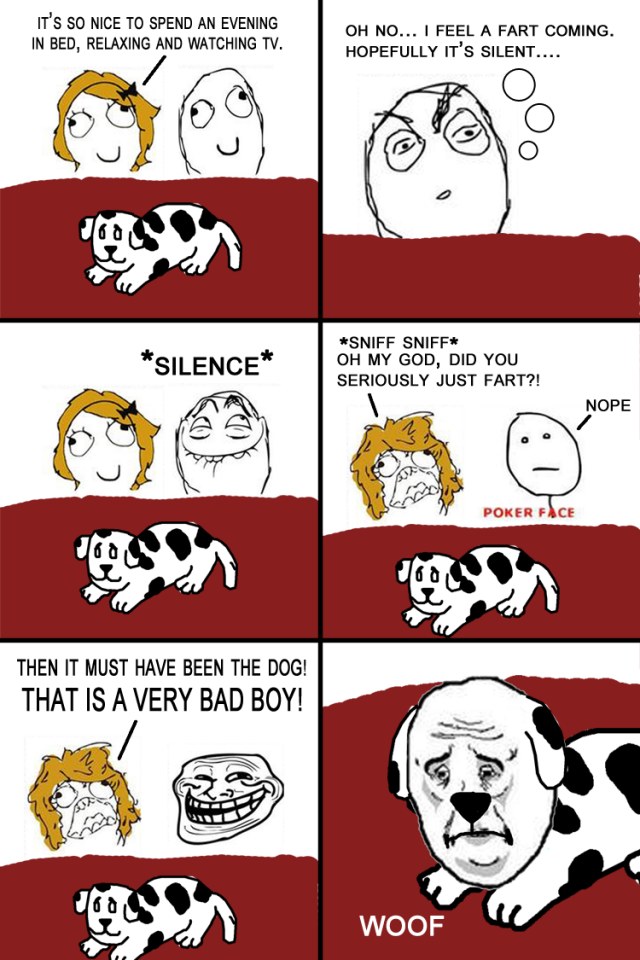 IT'S SO NICE TO SPEND AN EVENING
IN BED, RELAXING AND WATCHING TV.
OH NO... I FEEL A FART COMING.
HOPEFULLY IT'S SILENT....
*SILENCE*
*SNIFF SNIFF*
OH MY GOD, DID YOU
SERIOUSLY JUST FART?!
NOPE
POKER FACE
THEN IT MUST HAVE BEEN THE DOG!
THAT IS A VERY BAD BOY!
WOOF